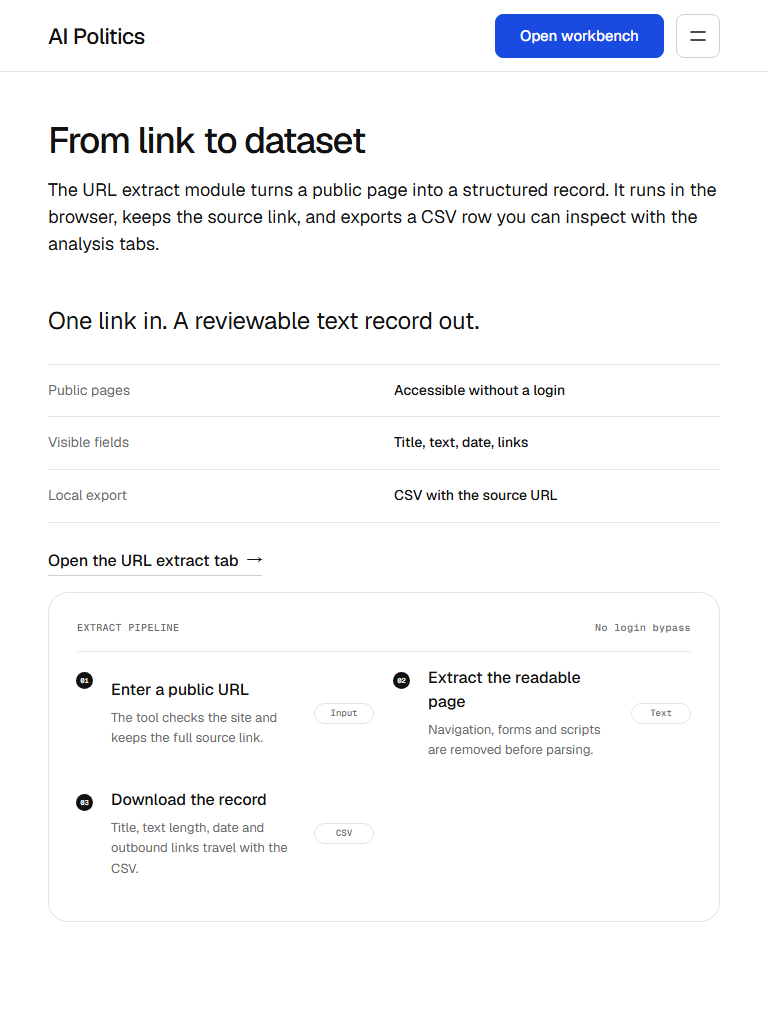 AI Politics
Open workbench
From link to dataset
The URL extract module turns a public page into a structured record. It runs in the
browser, keeps the source link, and exports a CSV row you can inspect with the
analysis tabs.
One link in. A reviewable text record out.
Public pages
Accessible without a login
Visible fields
Title, text, date, links
Local export
CSV with the source URL
Open the URL extract tab →
EXTRACT PIPELINE
No login bypass
01
Enter a public URL
The tool checks the site and
keeps the full source link.
Input
02
Extract the readable
page
Navigation, forms and scripts
are removed before parsing.
Text
03
Download the record
Title, text length, date and
outbound links travel with the
CSV.
CSV